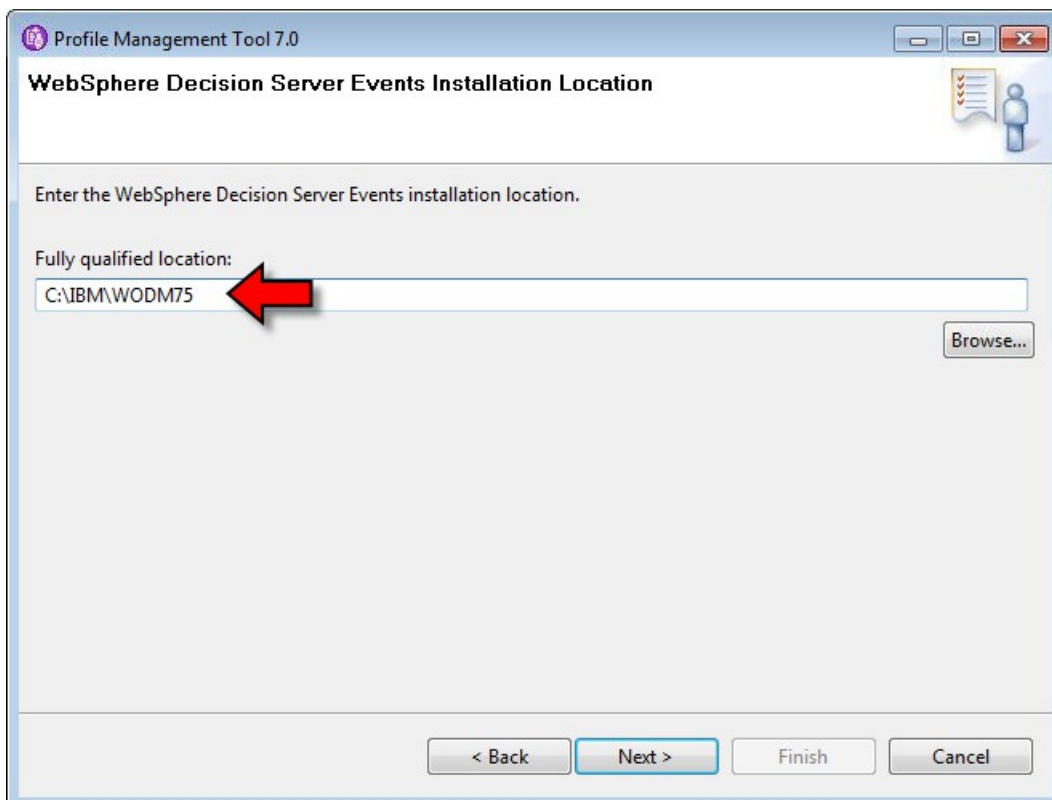 Profile Management Tool 7.0
WebSphere Decision Server Events Installation Location
Enter the WebSphere Decision Server Events installation location.
Fully qualified location:
C:\IBM\WODM75
Browse...
< Back Next > Finish Cancel